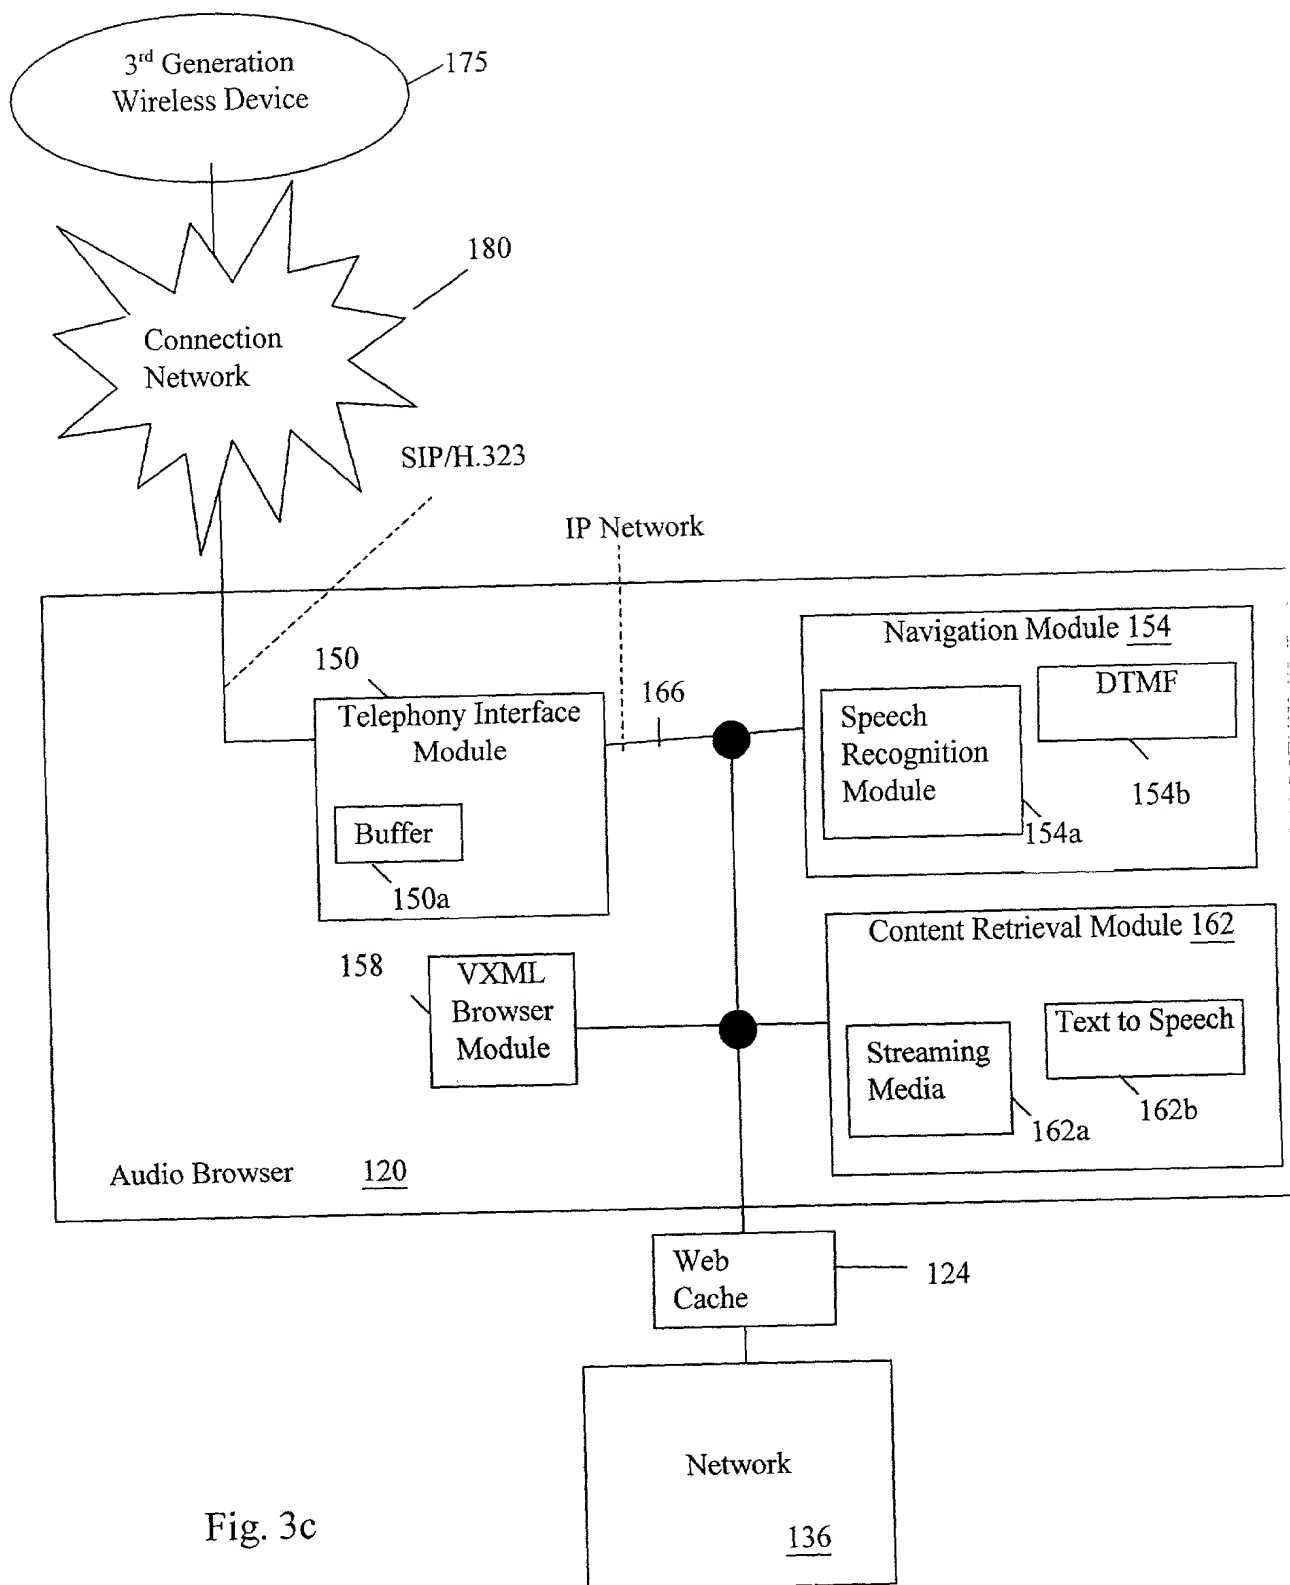 3rd Generation
Wireless Device
175
180
Connection
Network
SIP/H.323
IP Network
150
Telephony Interface
Module
Buffer
150a
166
Navigation Module 154
Speech
Recognition
Module
154a
DTMF
154b
158
VXML
Browser
Module
Content Retrieval Module 162
Streaming
Media
162a
Text to Speech
162b
Audio Browser 120
Web
Cache
124
Network
136
Fig. 3c